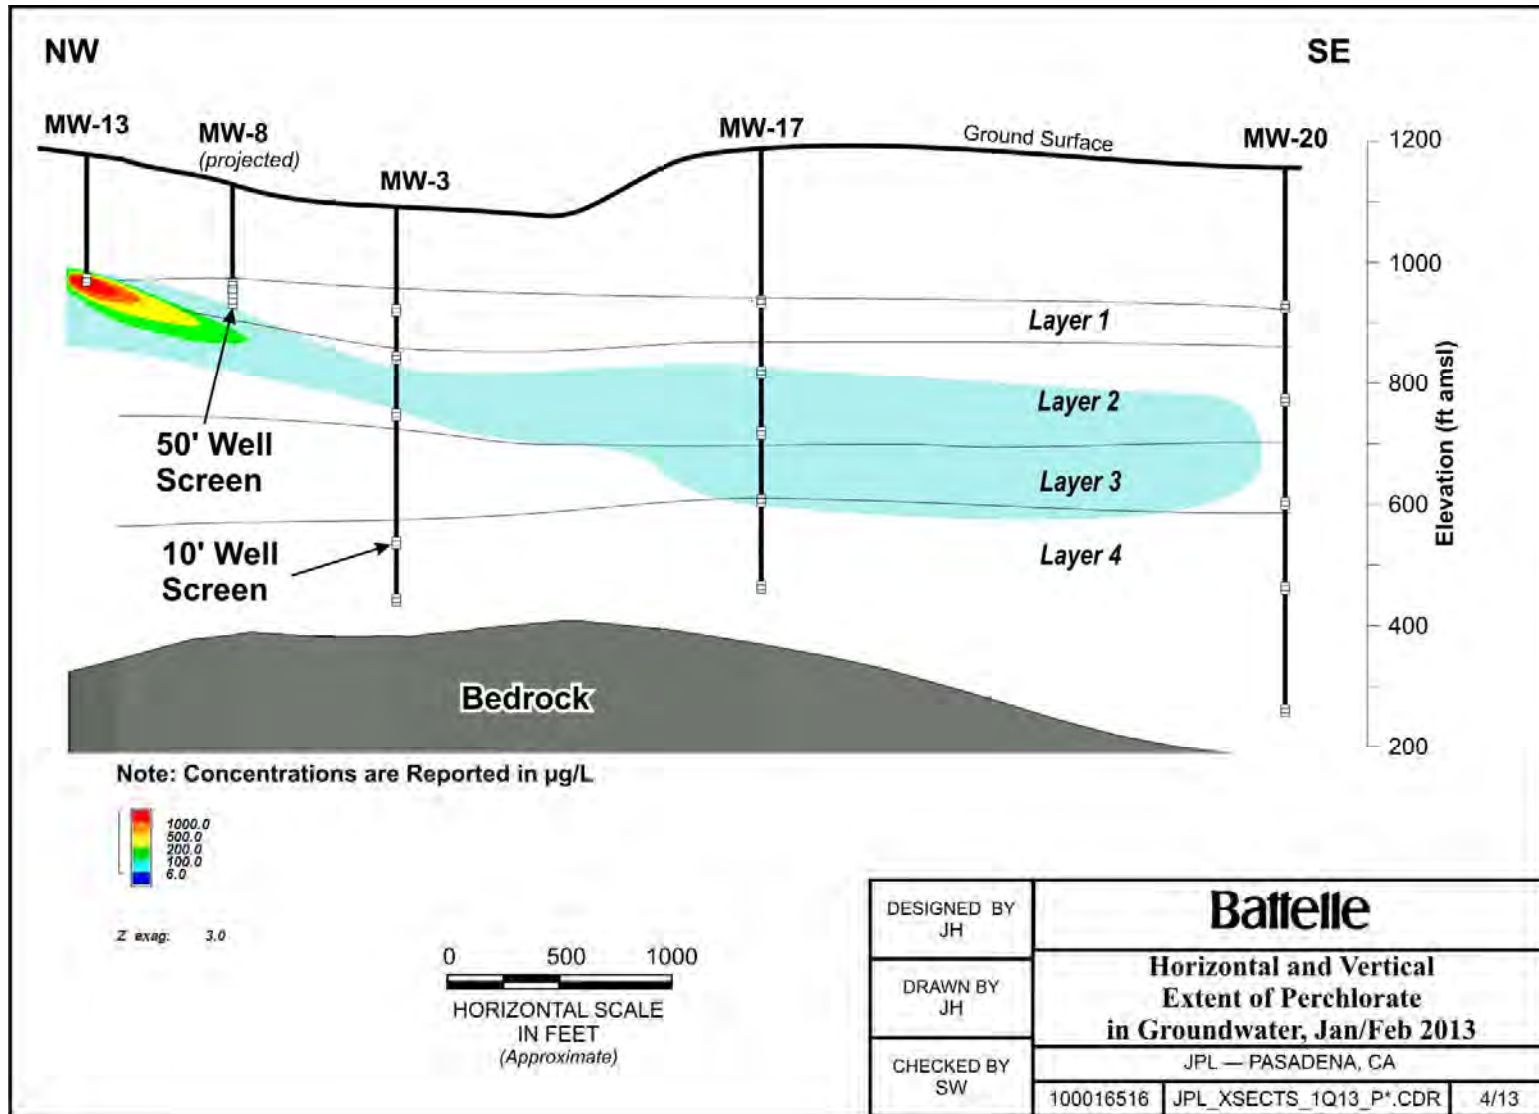 NW
SE
MW-13
MW-8
(projected)
MW-3
MW-17
Ground Surface
MW-20
1200
1000
800
600
400
200
Elevation (ft amsl)
Layer 1
Layer 2
Layer 3
Layer 4
50' Well
Screen
10' Well
Screen
Bedrock
Note: Concentrations are Reported in µg/L
1000.0
500.0
200.0
100.0
6.0
Z exag: 3.0
0 500 1000
HORIZONTAL SCALE
IN FEET
(Approximate)
DESIGNED BY
JH
DRAWN BY
JH
CHECKED BY
SW
Battelle
Horizontal and Vertical
Extent of Perchlorate
in Groundwater, Jan/Feb 2013
JPL — PASADENA, CA
100016516 JPL_XSECTS_1Q13_P*.CDR 4/13